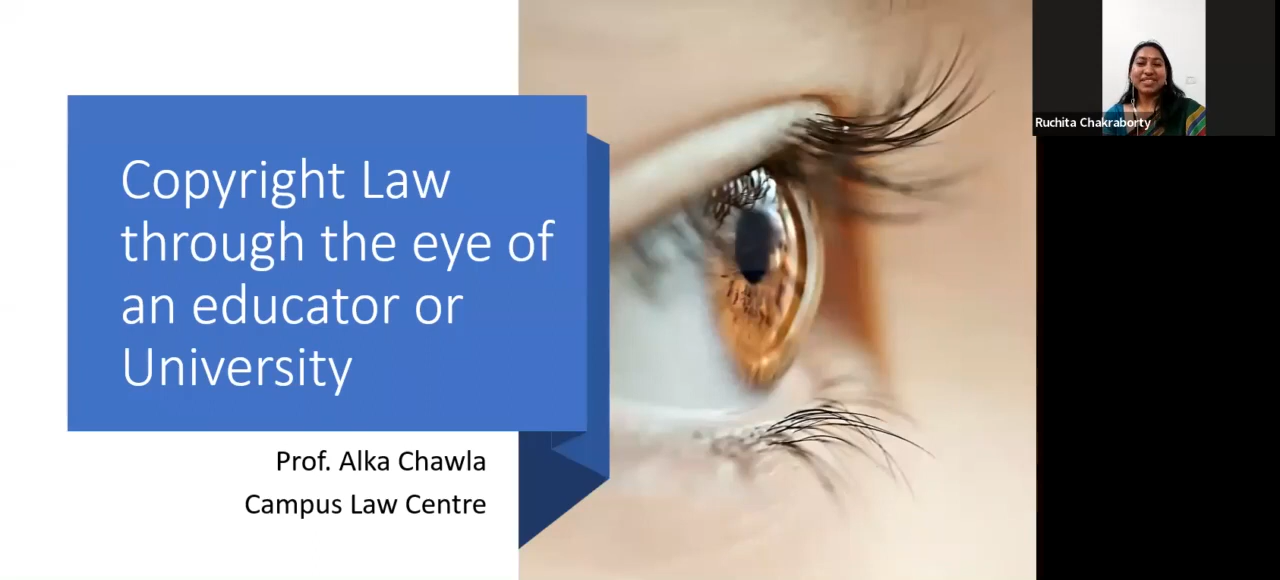 Copyright Law
through the eye of
an educator or
University
Prof. Alka Chawla
Campus Law Centre
Ruchita Chakraborty